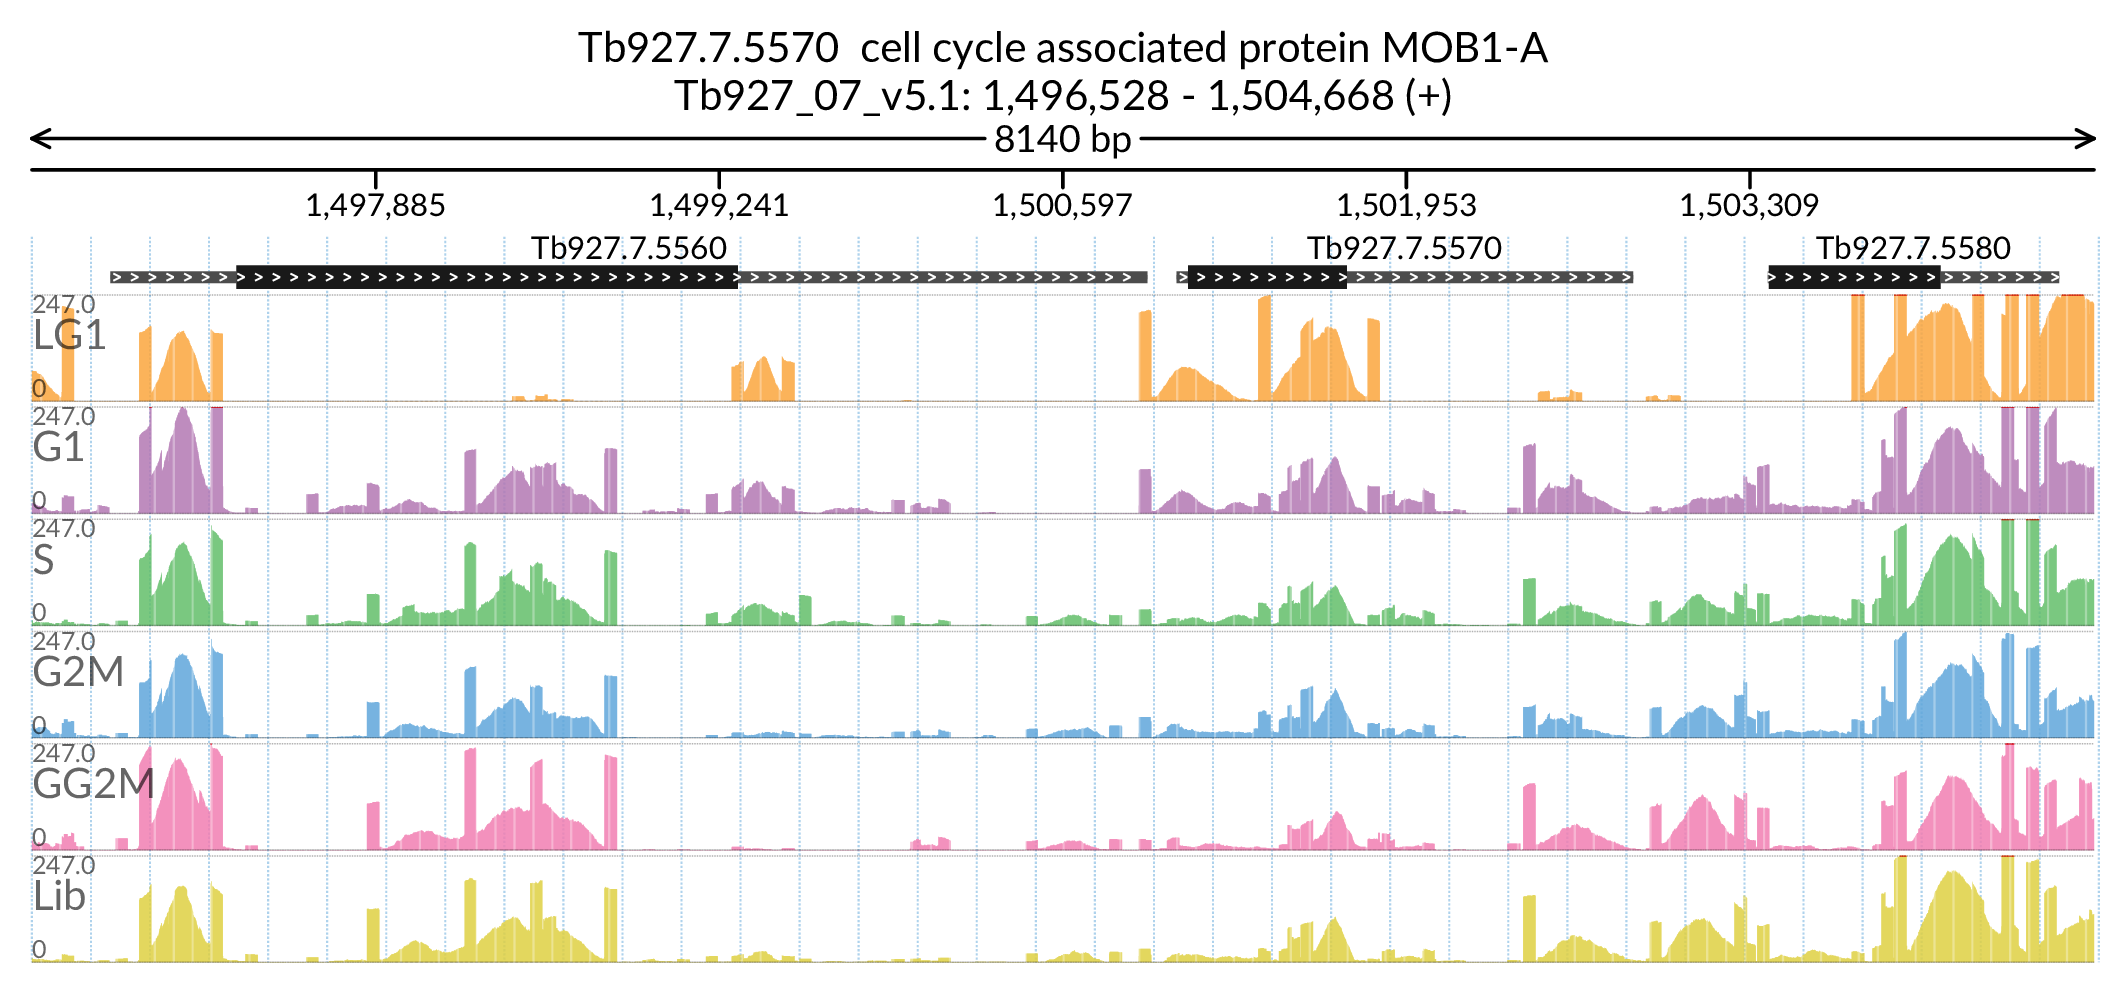 Tb927.7.5570  cell cycle associated protein MOB1-A
Tb927_07_v5.1: 1,496,528 - 1,504,668 (+)
8140 bp
1,497,885 1,499,241 1,500,597 1,501,953 1,503,309
Tb927.7.5560 Tb927.7.5570 Tb927.7.5580
247.0
LG1
0
247.0
G1
0
247.0
S
0
247.0
G2M
0
247.0
GG2M
0
247.0
Lib
0